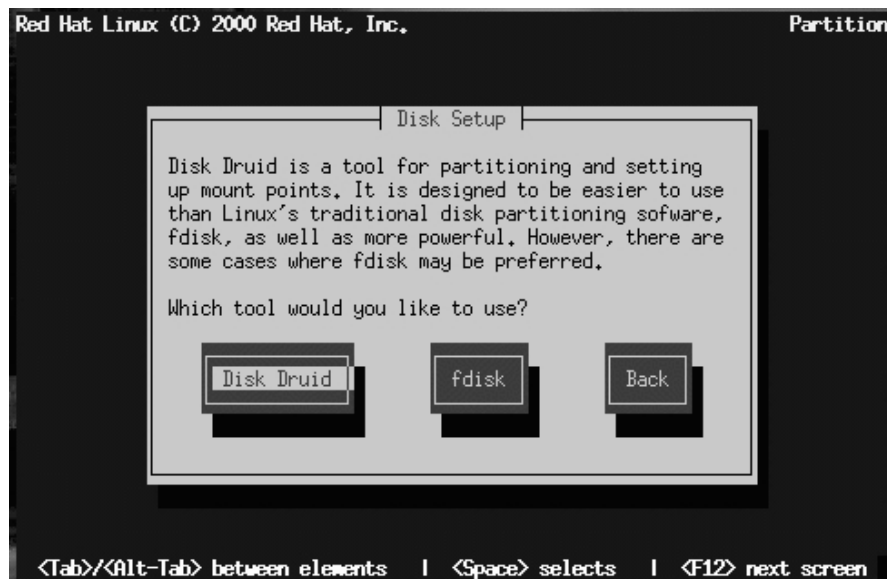 Red Hat Linux (C) 2000 Red Hat, Inc. Partition
Disk Setup
Disk Druid is a tool for partitioning and setting
up mount points. It is designed to be easier to use
than Linux's traditional disk partitioning sofware,
fdisk, as well as more powerful. However, there are
some cases where fdisk may be preferred.
Which tool would you like to use?
Disk Druid fdisk Back
<Tab>/<Alt-Tab> between elements | <Space> selects | <F12> next screen